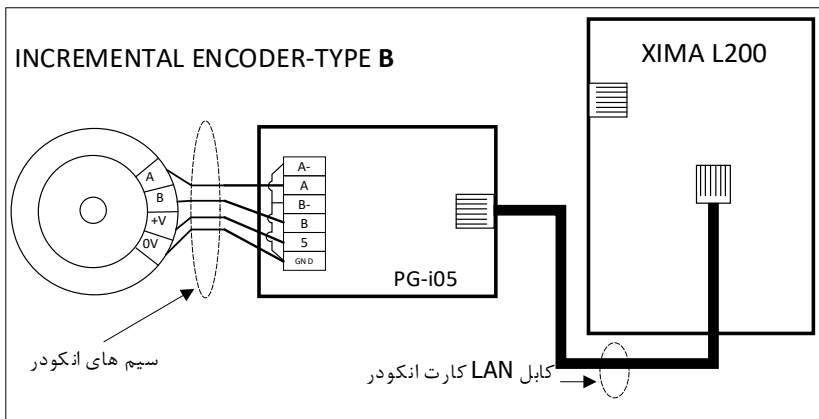 INCREMENTAL ENCODER-TYPE B
XIMA L200
A
B
+V
0V
A-
A
B-
B
5
GND
PG-i05
سیم های انکودر
کابل LAN کارت انکودر